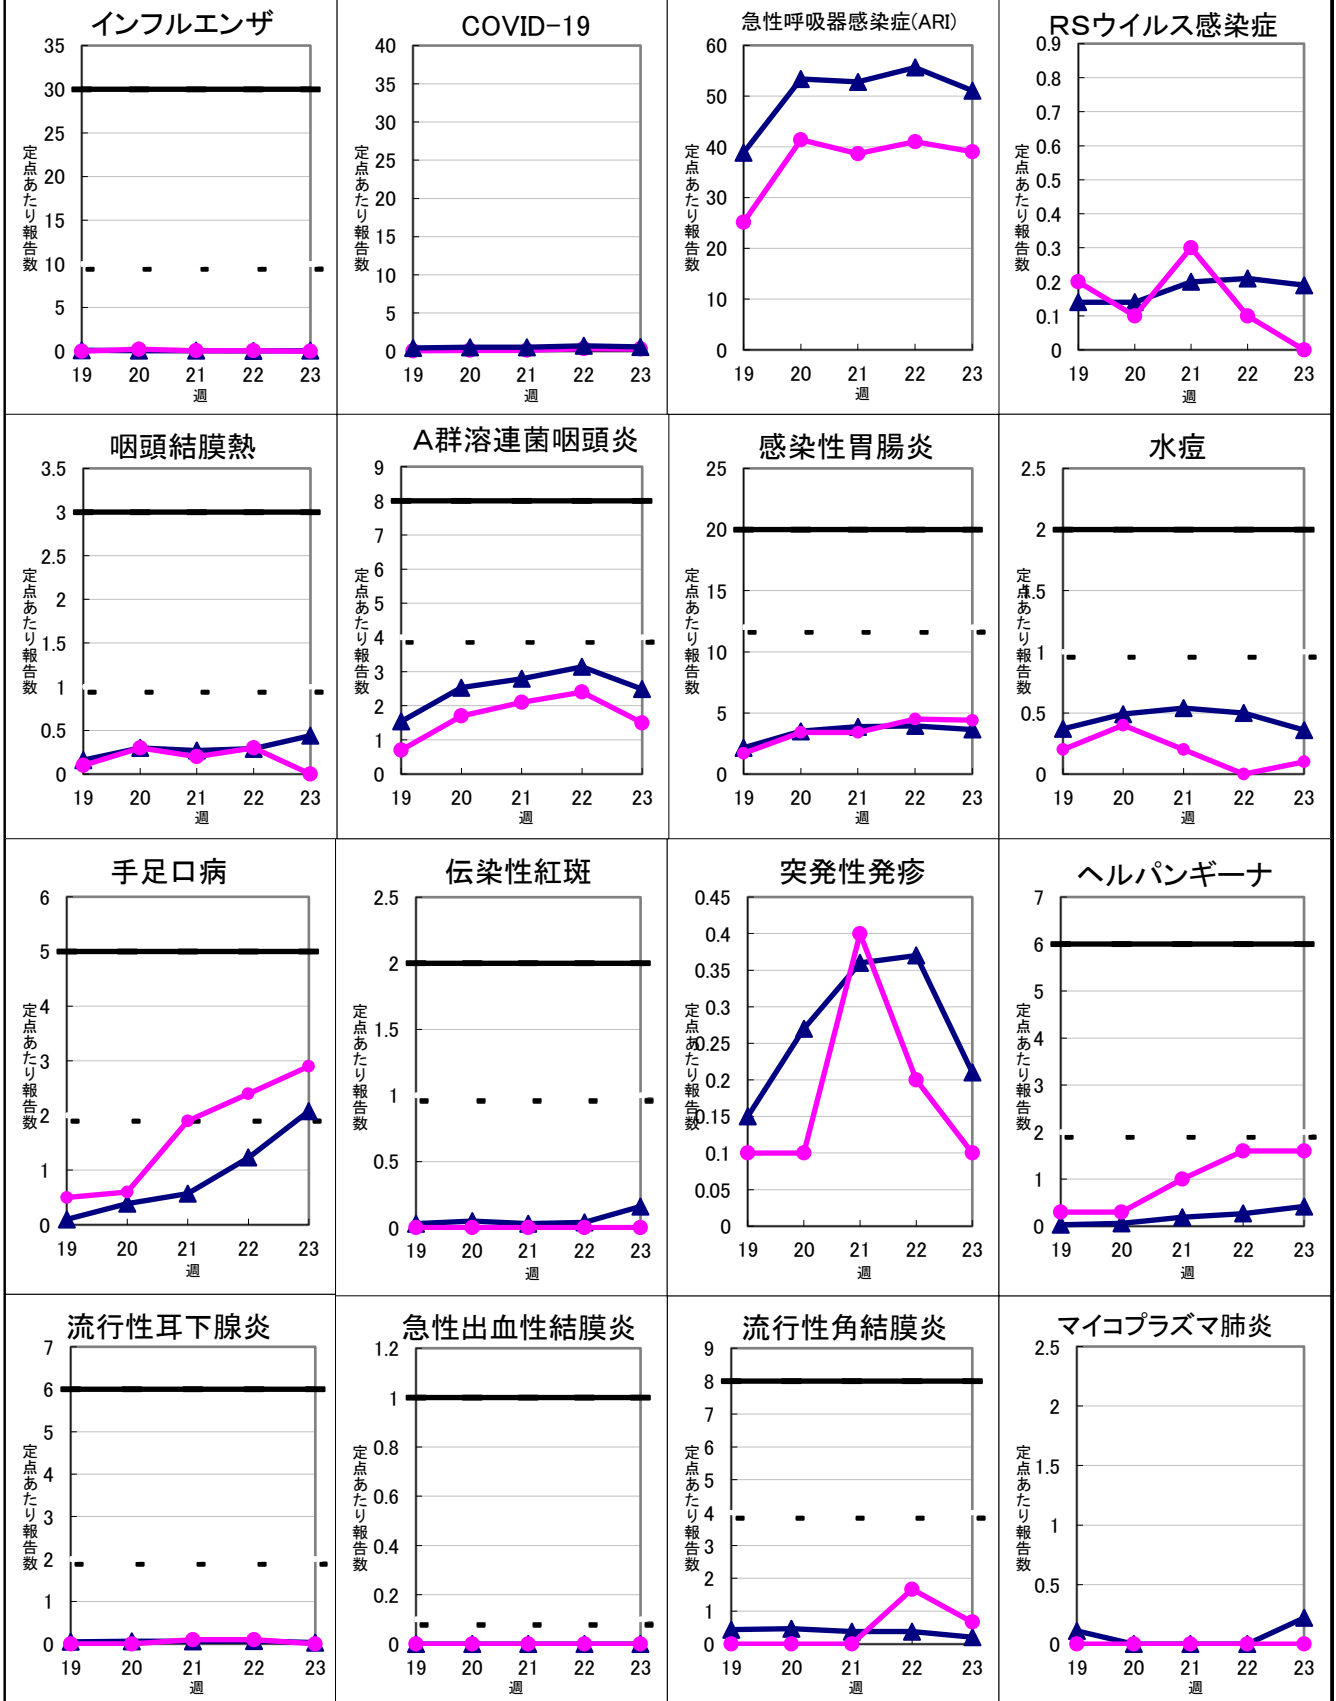 インフルエンザ
35
30
25
20
15
10
5
0
定点あたり報告数
19 20 21 22 23
週
COVID-19
40
35
30
25
20
15
10
5
0
定点あたり報告数
19 20 21 22 23
週
急性呼吸器感染症(ARI)
60
50
40
30
20
10
0
定点あたり報告数
19 20 21 22 23
週
RSウイルス感染症
0.9
0.8
0.7
0.6
0.5
0.4
0.3
0.2
0.1
0
定点あたり報告数
19 20 21 22 23
週
咽頭結膜熱
3.5
3
2.5
2
1.5
1
0.5
0
定点あたり報告数
19 20 21 22 23
週
A群溶連菌咽頭炎
9
8
7
6
5
4
3
2
1
0
定点あたり報告数
19 20 21 22 23
週
感染性胃腸炎
25
20
15
10
5
0
定点あたり報告数
19 20 21 22 23
週
水痘
2.5
2
1.5
1
0.5
0
定点あたり報告数
19 20 21 22 23
週
手足口病
6
5
4
3
2
1
0
定点あたり報告数
19 20 21 22 23
週
伝染性紅斑
2.5
2
1.5
1
0.5
0
定点あたり報告数
19 20 21 22 23
週
突発性発疹
0.45
0.4
0.35
0.3
0.25
0.2
0.15
0.1
0.05
0
定点あたり報告数
19 20 21 22 23
週
ヘルパンギーナ
7
6
5
4
3
2
1
0
定点あたり報告数
19 20 21 22 23
週
流行性耳下腺炎
7
6
5
4
3
2
1
0
定点あたり報告数
19 20 21 22 23
週
急性出血性結膜炎
1.2
1
0.8
0.6
0.4
0.2
0
定点あたり報告数
19 20 21 22 23
週
流行性角結膜炎
9
8
7
6
5
4
3
2
1
0
定点あたり報告数
19 20 21 22 23
週
マイコプラズマ肺炎
2.5
2
1.5
1
0.5
0
定点あたり報告数
19 20 21 22 23
週